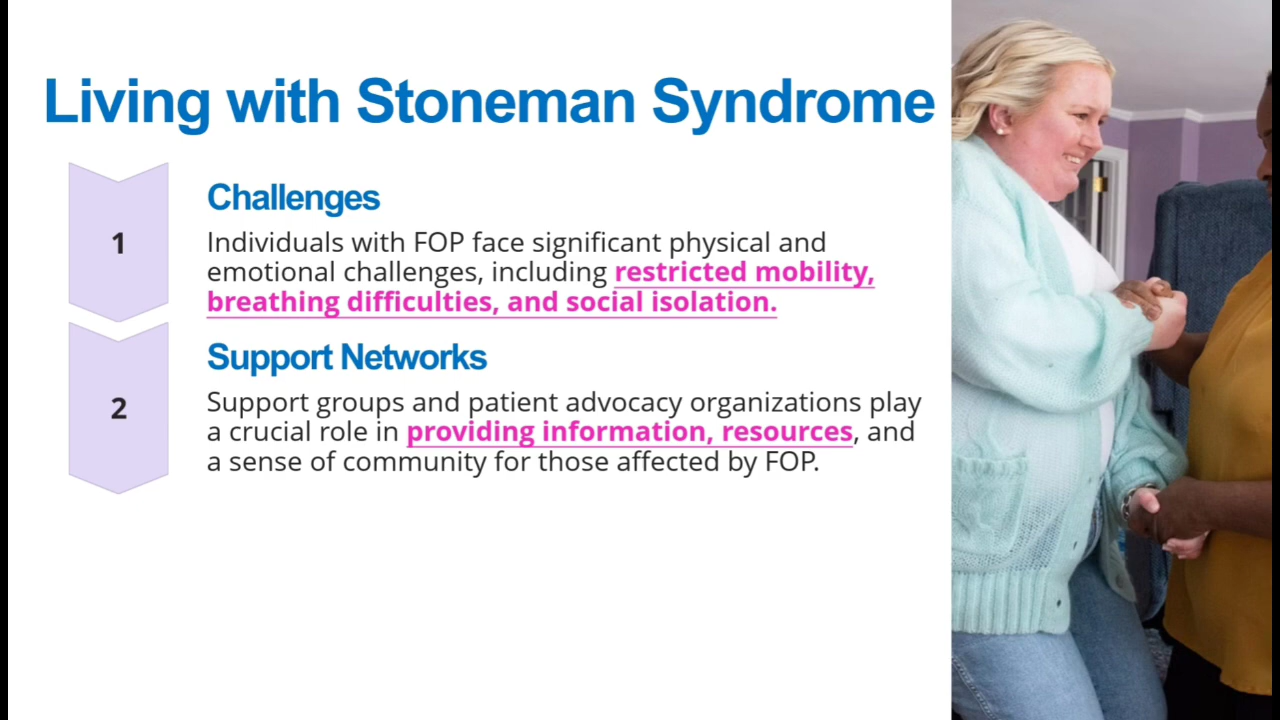 Living with Stoneman Syndrome
1
Challenges
Individuals with FOP face significant physical and
emotional challenges, including restricted mobility,
breathing difficulties, and social isolation.
2
Support Networks
Support groups and patient advocacy organizations play
a crucial role in providing information, resources, and
a sense of community for those affected by FOP.